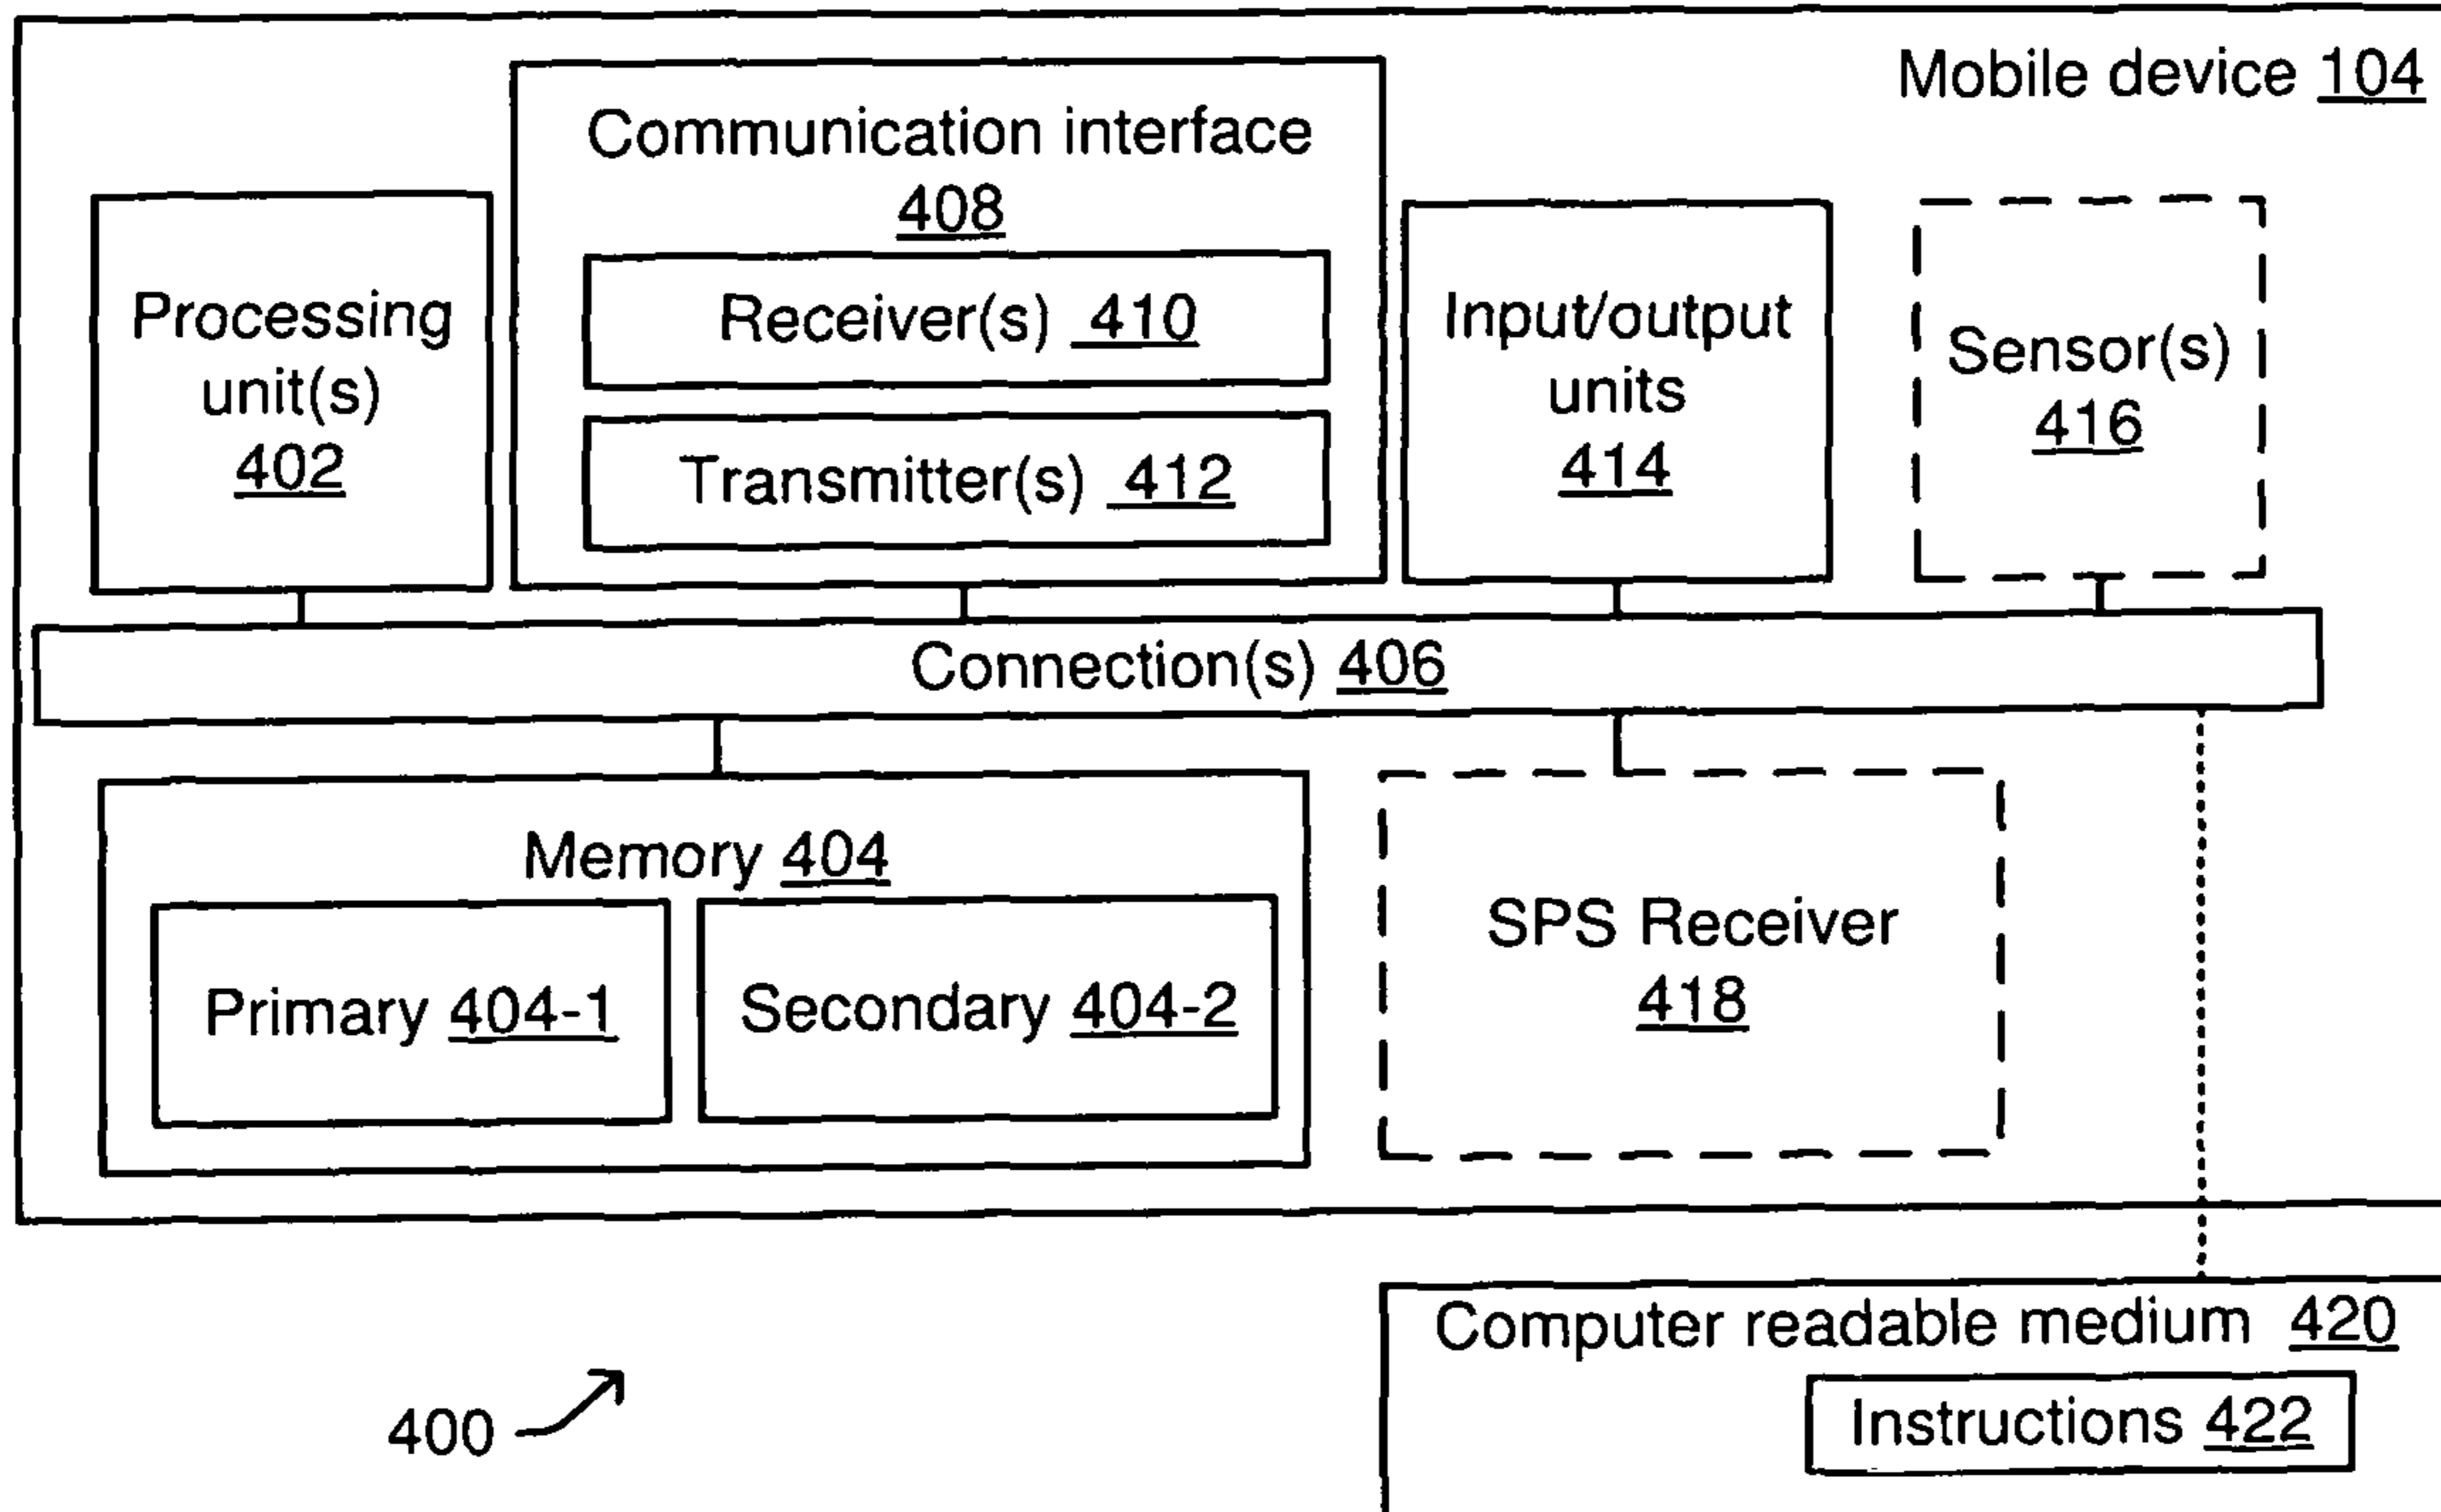 Mobile device 104
Communication interface
408
Receiver(s) 410
Transmitter(s) 412
Processing
unit(s)
402
Input/output
units
414
Sensor(s)
416
Connection(s) 406
Memory 404
Primary 404-1
Secondary 404-2
SPS Receiver
418
Computer readable medium 420
Instructions 422
400